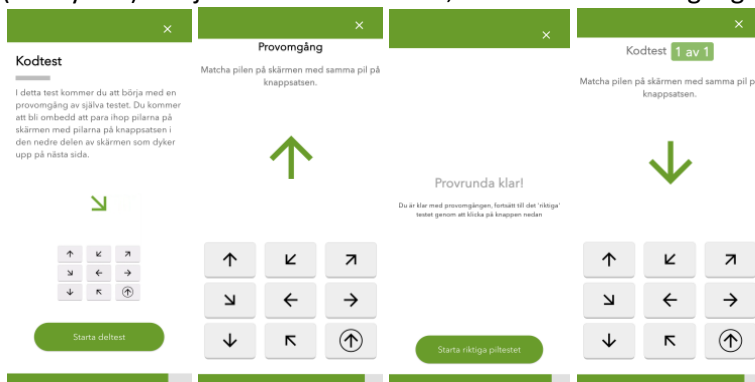 Kodtest
I detta test kommer du att börja med en
provomgång av själva testet. Du kommer
att bli ombedd att para ihop pilarna på
skärmen med pilarna på knappsatsen i
den nedre delen av skärmen som dyker
upp på nästa sida.
Starta deltest
Provomgång
Matcha pilen på skärmen med samma pil på
knappsatsen.
Provrunda klar!
Du är klar med provomgången, fortsätt till det 'riktiga'
testet genom att klicka på knappen nedan
Starta riktiga piltestet
Kodtest 1 av 1
Matcha pilen på skärmen med samma pil p
knappsatsen.